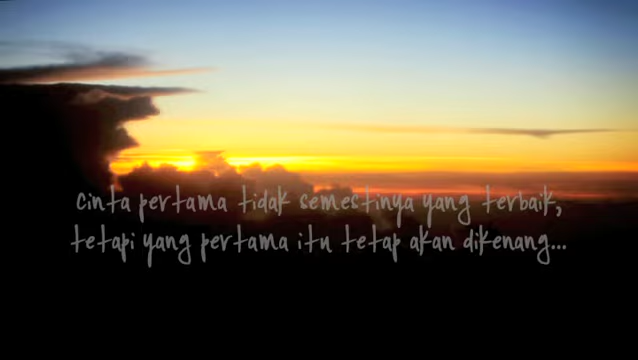 Cinta pertama tidak semestinya yang terbaik,
tetapi yang pertama itu tetap akan dikenang...